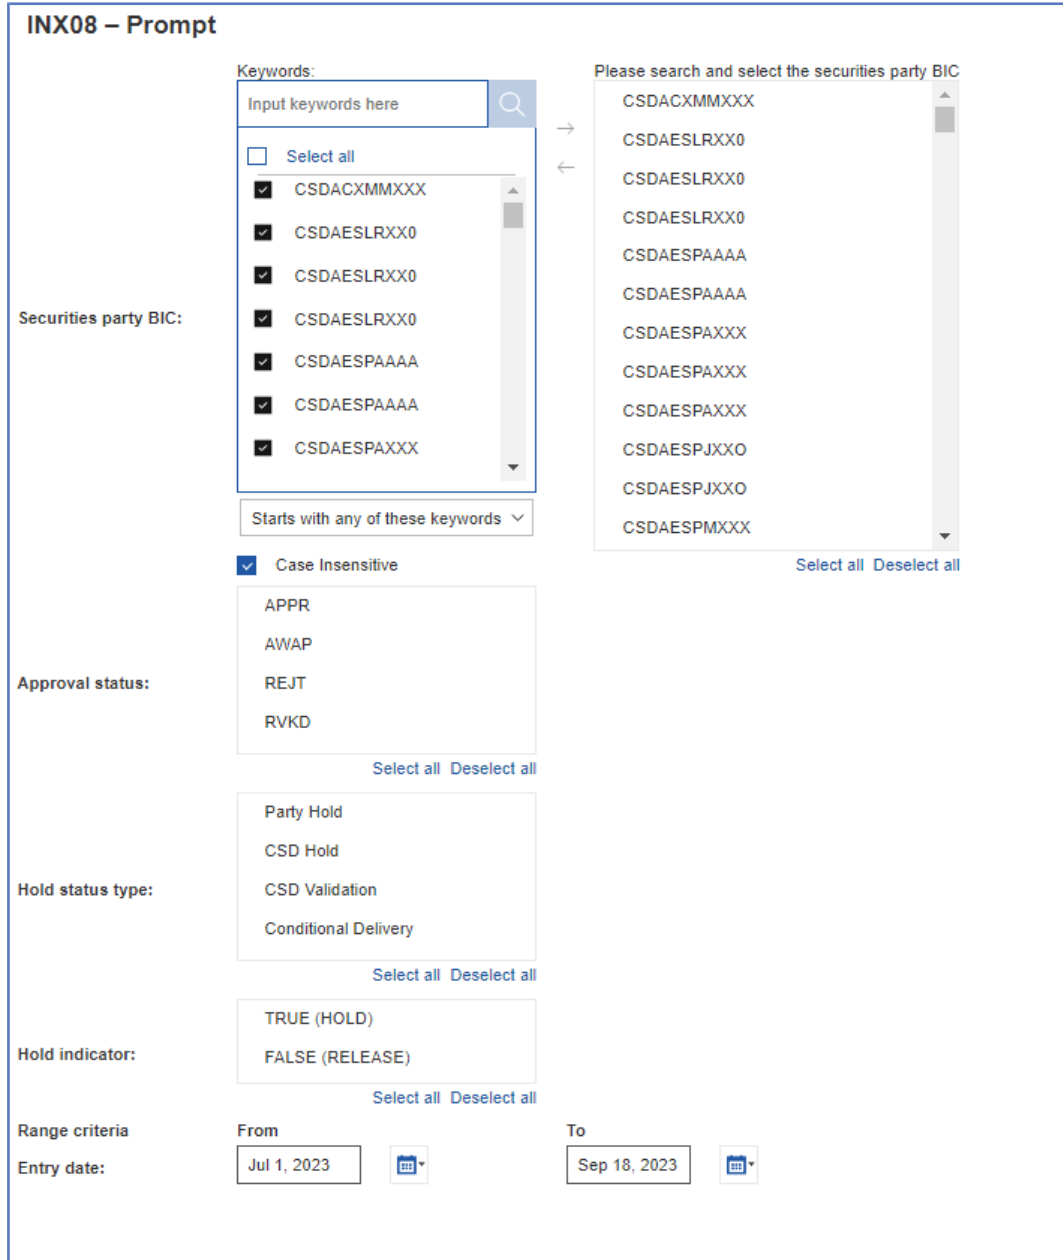 INX08 – Prompt
Keywords:
Input keywords here
Select all
CSDACXMMXXX
CSDAESLRXX0
CSDAESLRXX0
CSDAESLRXX0
CSDAESPAAAA
CSDAESPAAAA
CSDAESPAXXX
Starts with any of these keywords
Case Insensitive
Securities party BIC:
Please search and select the securities party BIC
CSDACXMMXXX
CSDAESLRXX0
CSDAESLRXX0
CSDAESLRXX0
CSDAESPAAAA
CSDAESPAAAA
CSDAESPAXXX
CSDAESPAXXX
CSDAESPAXXX
CSDAESPJXXO
CSDAESPJXXO
CSDAESPMXXX
Select all Deselect all
Approval status:
APPR
AWAP
REJT
RVKD
Select all Deselect all
Hold status type:
Party Hold
CSD Hold
CSD Validation
Conditional Delivery
Select all Deselect all
Hold indicator:
TRUE (HOLD)
FALSE (RELEASE)
Select all Deselect all
Range criteria From To
Entry date: Jul 1, 2023 Sep 18, 2023